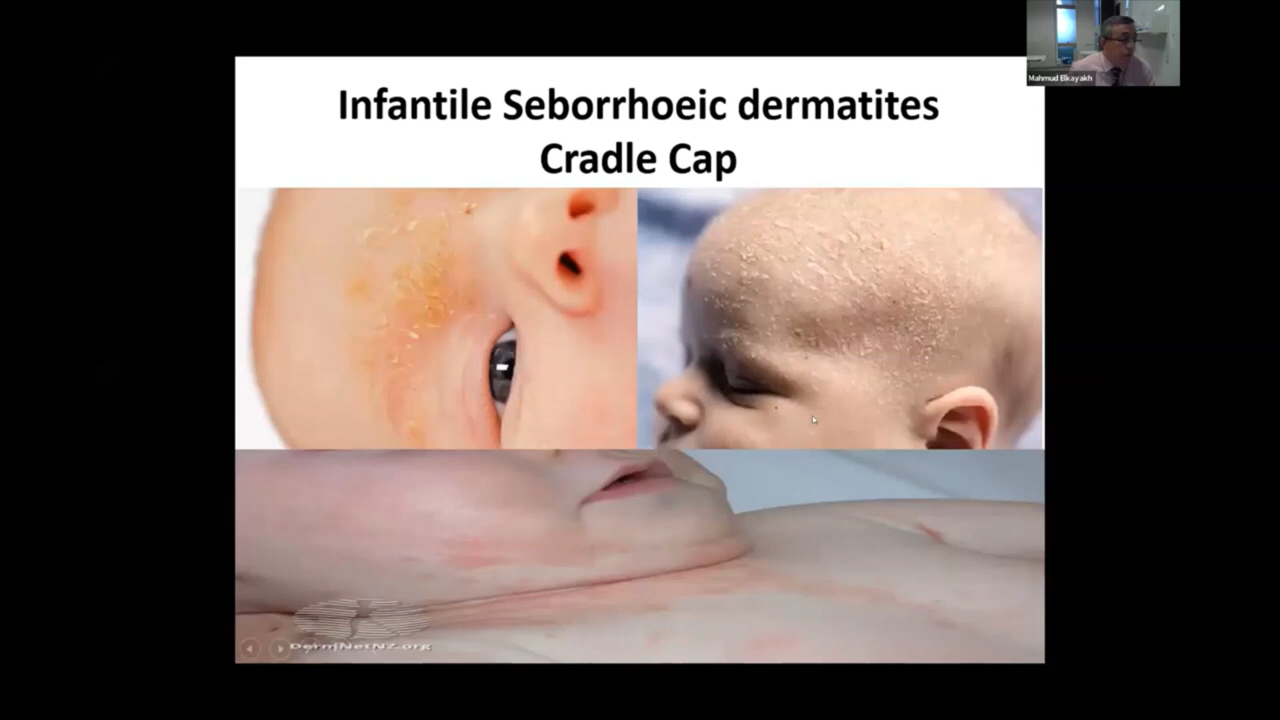 Mahmud Elkayakh
Infantile Seborrhoeic dermatites
Cradle Cap
DermNetNZ.org